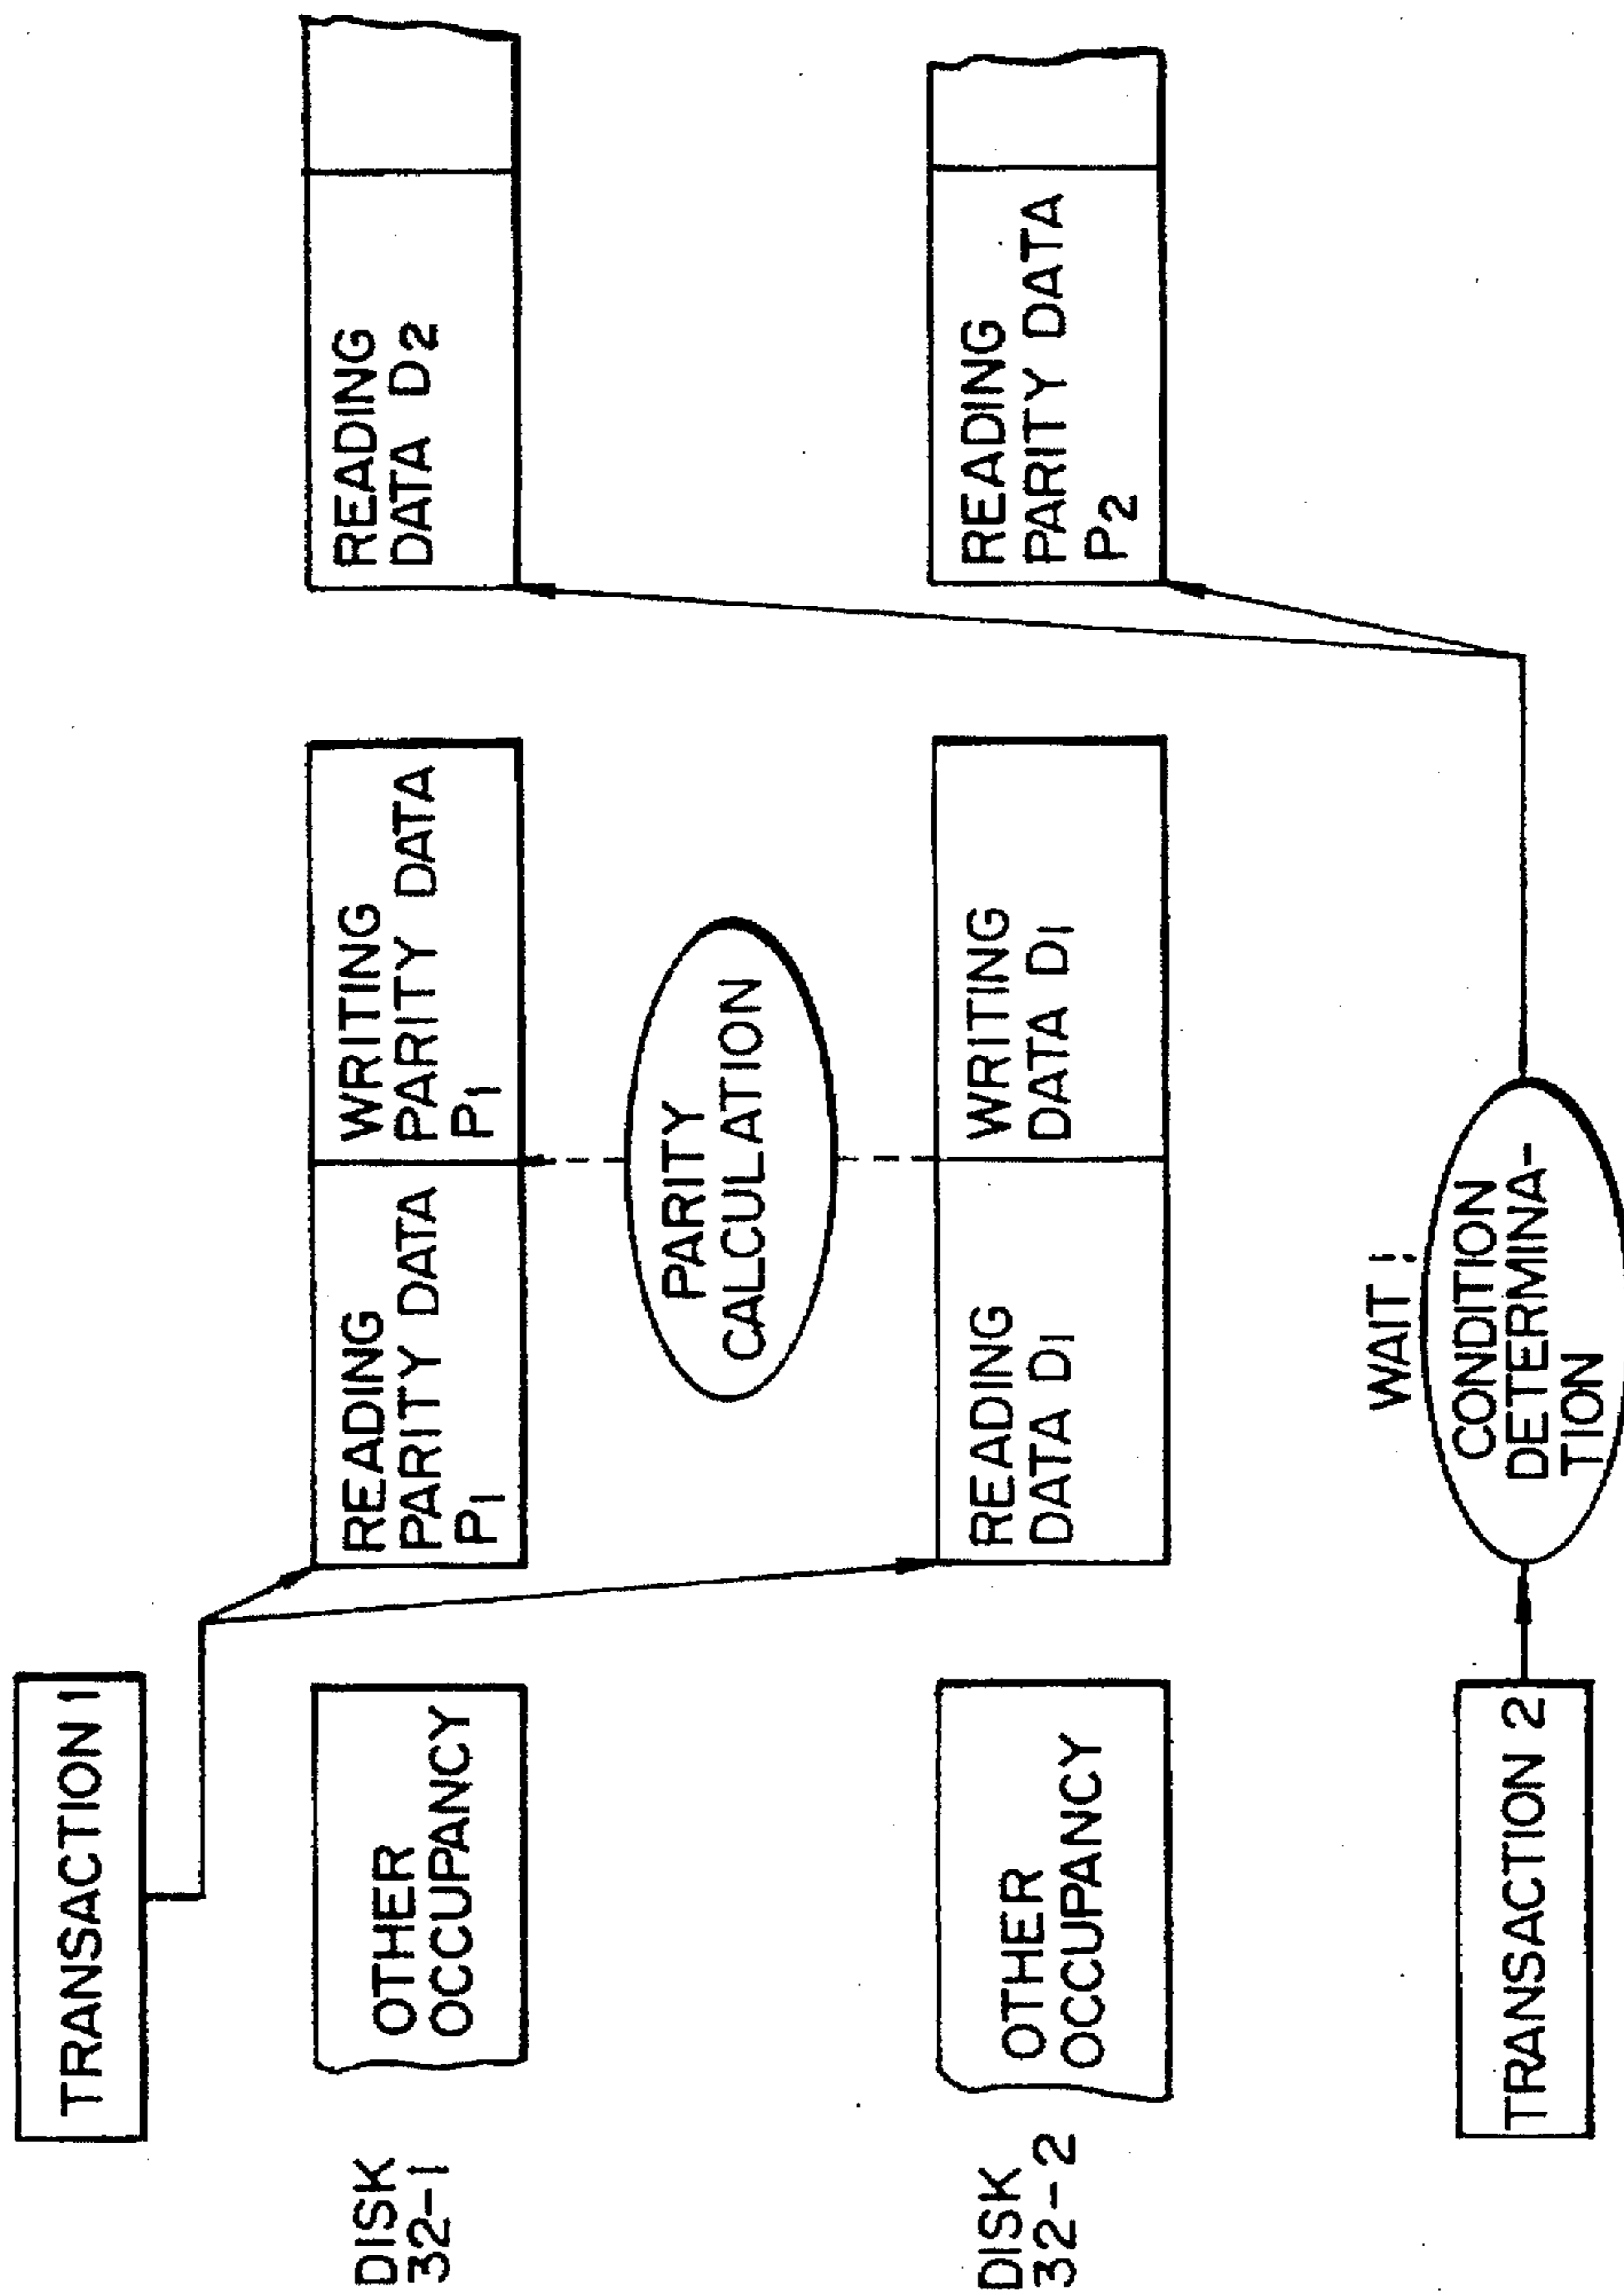 TRANSACTION 1
DISK
32-1
OTHER
OCCUPANCY
READING
PARITY DATA
P1
WRITING
PARITY DATA
P1
READING
DATA D2
PARITY
CALCULATION
DISK
32-2
OTHER
OCCUPANCY
READING
DATA D1
WRITING
DATA D1
READING
PARITY DATA
P2
WAIT!
TRANSACTION 2
CONDITION
DETERMINA-
TION